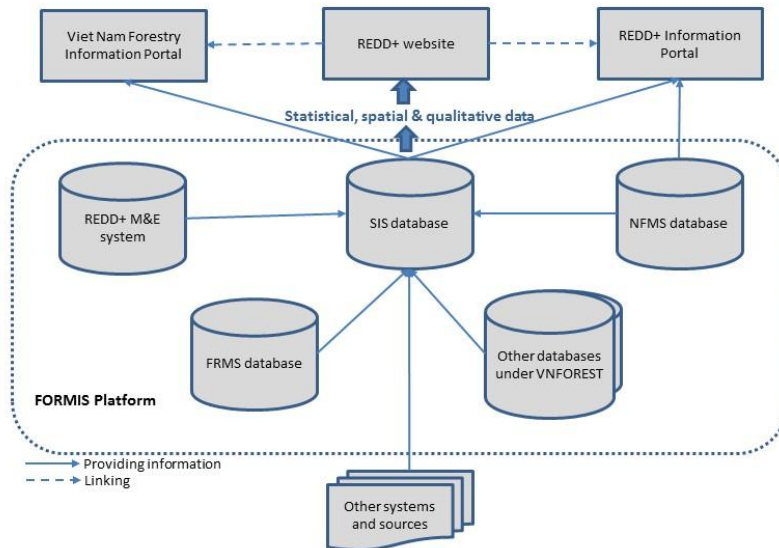 Viet Nam Forestry
Information Portal
REDD+ website
REDD+ Information
Portal
Statistical, spatial & qualitative data
REDD+ M&E
system
SIS database
NFMS database
FRMS database
Other databases
under VNFOREST
FORMIS Platform
Providing information
Linking
Other systems
and sources